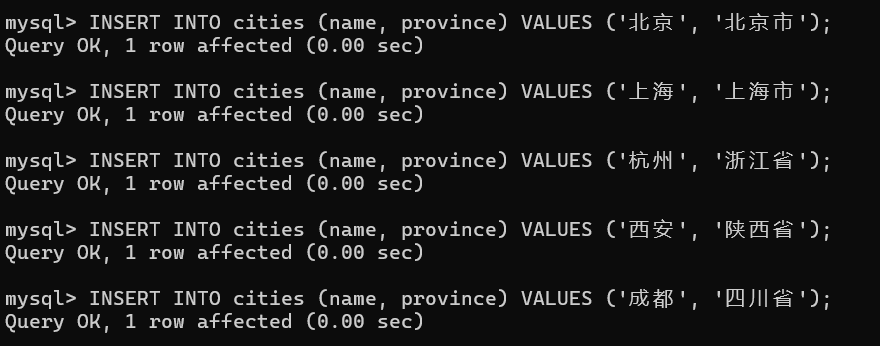 mysql> INSERT INTO cities (name, province) VALUES ('北京', '北京市');
Query OK, 1 row affected (0.00 sec)
mysql> INSERT INTO cities (name, province) VALUES ('上海', '上海市');
Query OK, 1 row affected (0.00 sec)
mysql> INSERT INTO cities (name, province) VALUES ('杭州', '浙江省');
Query OK, 1 row affected (0.00 sec)
mysql> INSERT INTO cities (name, province) VALUES ('西安', '陕西省');
Query OK, 1 row affected (0.00 sec)
mysql> INSERT INTO cities (name, province) VALUES ('成都', '四川省');
Query OK, 1 row affected (0.00 sec)